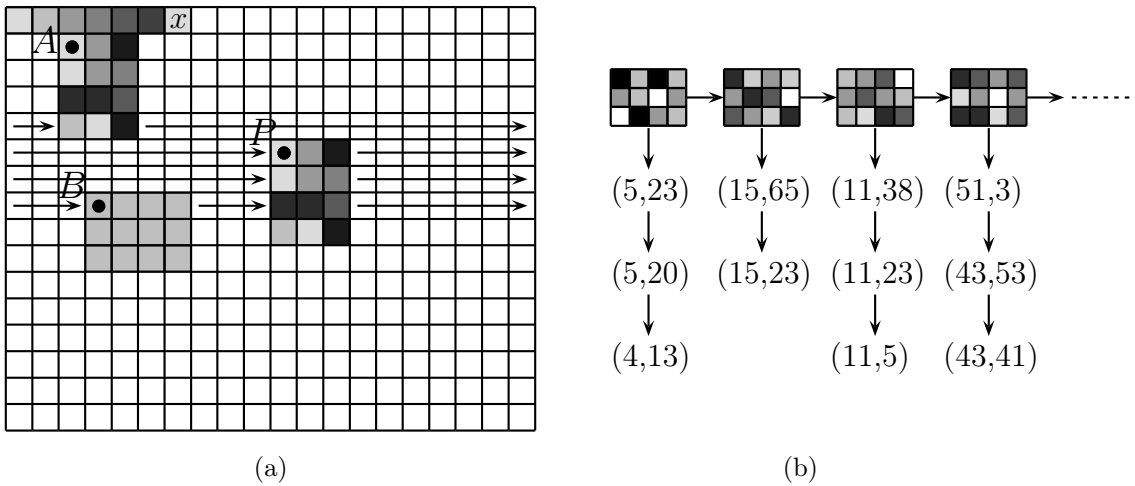 x
A
P
B
(5,23) (15,65) (11,38) (51,3)
(5,20) (15,23) (11,23) (43,53)
(4,13) (11,5) (43,41)
(a) (b)